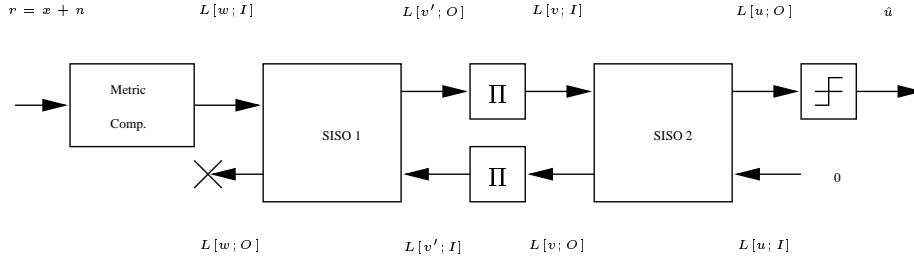 r = x + n
L[w; I]
L[v′; O]
L[v; I]
L[u; O]
û
Metric
Comp.
SISO 1
Π
SISO 2
Π
0
L[w; O]
L[v′; I]
L[v; O]
L[u; I]